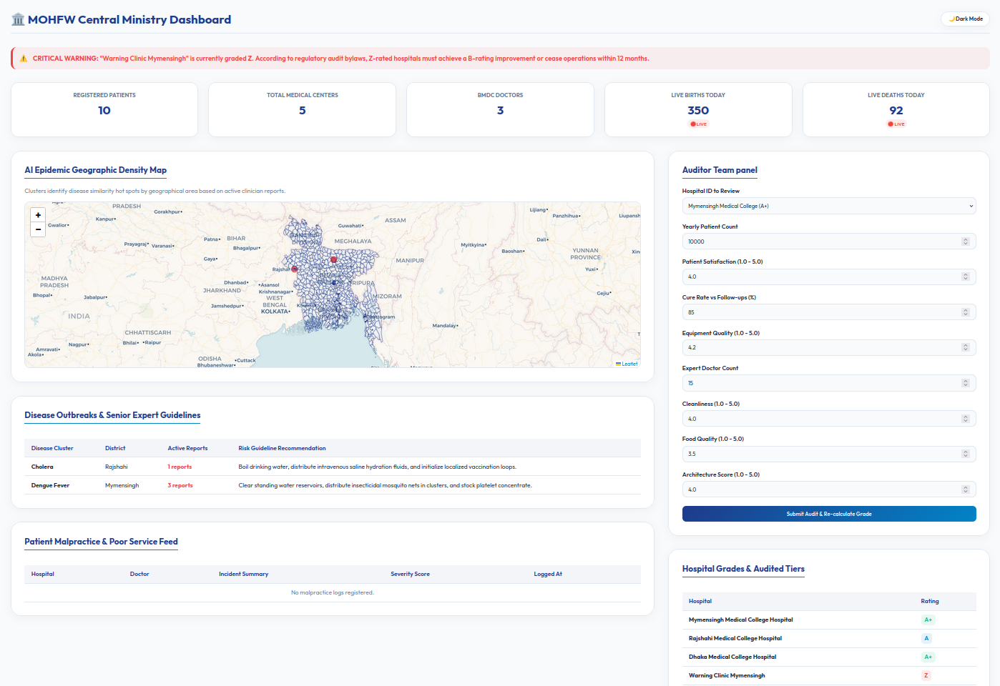 🏛️ MOHFW Central Ministry Dashboard
🌙 Dark Mode
⚠️ CRITICAL WARNING: "Warning Clinic Mymensingh" is currently graded Z. According to regulatory audit bylaws, Z-rated hospitals must achieve a B-rating improvement or cease operations within 12 months.
REGISTERED PATIENTS
10
TOTAL MEDICAL CENTERS
5
BMDC DOCTORS
3
LIVE BIRTHS TODAY
350
LIVE
LIVE DEATHS TODAY
92
LIVE
AI Epidemic Geographic Density Map
Clusters identify disease similarity hot spots by geographical area based on active clinician reports.
+
−
PRADESH
Gorakhpur
Kanpur
Gwalior
ASSAM
Guwahati
Lijiang
Panzhihua
Patna
BIHAR
MEGHALAYA
Prayagraj
Varanasi
Bhagalpur
Myitkyina
Dali
Baoshan
YUNNAN
PROVINCE
Gaya
MANIPUR
Yuxi
MADHYA
PRADESH
Dhanbad
Asansol
JHARKHAND
Krishnanagar
WEST
BENGAL
KOLKATA
MIZORAM
Gejiu
Bhopal
Jabalpur
Jamshedpur
INDIA
Mandalay
CHHATTISGARH
Nagpur
Bhilai
Raipur
Amravati
Akola
ODISHA
Cuttack
Bhubaneshwar
Leaflet
Disease Outbreaks & Senior Expert Guidelines
Disease Cluster District Active Reports Risk Guideline Recommendation
Cholera Rajshahi 1 reports Boil drinking water, distribute intravenous saline hydration fluids, and initialize localized vaccination loops.
Dengue Fever Mymensingh 3 reports Clear standing water reservoirs, distribute insecticidal mosquito nets in clusters, and stock platelet concentrate.
Patient Malpractice & Poor Service Feed
Hospital Doctor Incident Summary Severity Score Logged At
No malpractice logs registered.
Auditor Team panel
Hospital ID to Review
Mymensingh Medical College (A+)
Yearly Patient Count
10000
Patient Satisfaction (1.0 - 5.0)
4.0
Cure Rate vs Follow-ups (%)
85
Equipment Quality (1.0 - 5.0)
4.2
Expert Doctor Count
15
Cleanliness (1.0 - 5.0)
4.0
Food Quality (1.0 - 5.0)
3.5
Architecture Score (1.0 - 5.0)
4.0
Submit Audit & Re-calculate Grade
Hospital Grades & Audited Tiers
Hospital Rating
Mymensingh Medical College Hospital A+
Rajshahi Medical College Hospital A
Dhaka Medical College Hospital A+
Warning Clinic Mymensingh Z